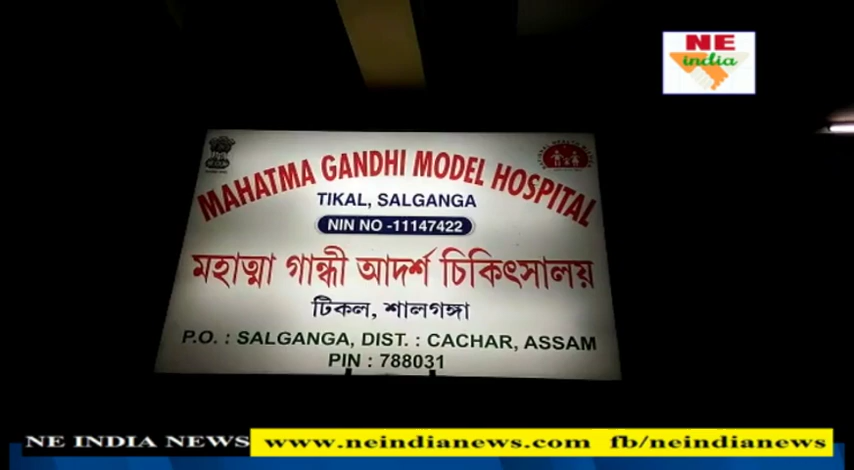 NE
india
MAHATMA GANDHI MODEL HOSPITAL
TIKAL, SALGANGA
NIN NO -11147422
মহাত্মা গান্ধী আদর্শ চিকিৎসালয়
টিকল, শালগঙ্গা
P.O. : SALGANGA, DIST. : CACHAR, ASSAM
PIN : 788031
NE INDIA NEWS www.neindianews.com fb/neindianews